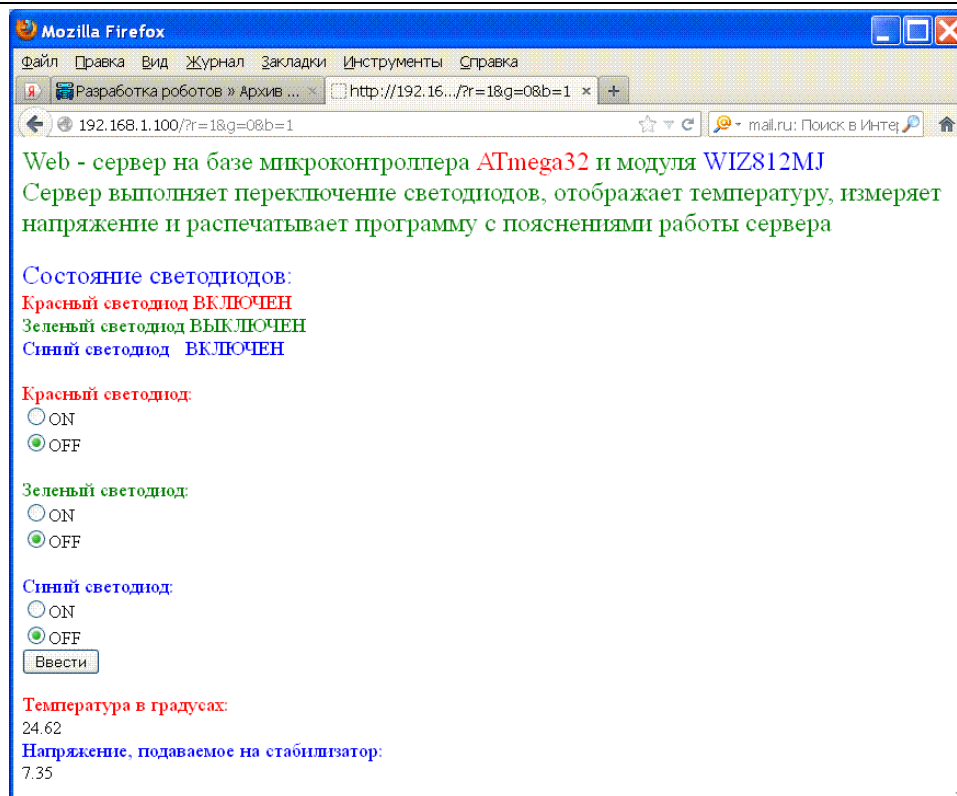 Mozilla Firefox
Файл Правка Вид Журнал Закладки Инструменты Справка
Я Разработка роботов » Архив ... × http://192.16.../?r=1&g=0&b=1 × +
192.168.1.100/?r=1&g=0&b=1 mail.ru: Поиск в Интер
Web - сервер на базе микроконтроллера ATmega32 и модуля WIZ812MJ
Сервер выполняет переключение светодиодов, отображает температуру, измеряет
напряжение и распечатывает программу с пояснениями работы сервера
Состояние светодиодов:
Красный светодиод ВКЛЮЧЕН
Зеленый светодиод ВЫКЛЮЧЕН
Синий светодиод ВКЛЮЧЕН
Красный светодиод:
ON
OFF
Зеленый светодиод:
ON
OFF
Синий светодиод:
ON
OFF
Ввести
Температура в градусах:
24.62
Напряжение, подаваемое на стабилизатор:
7.35